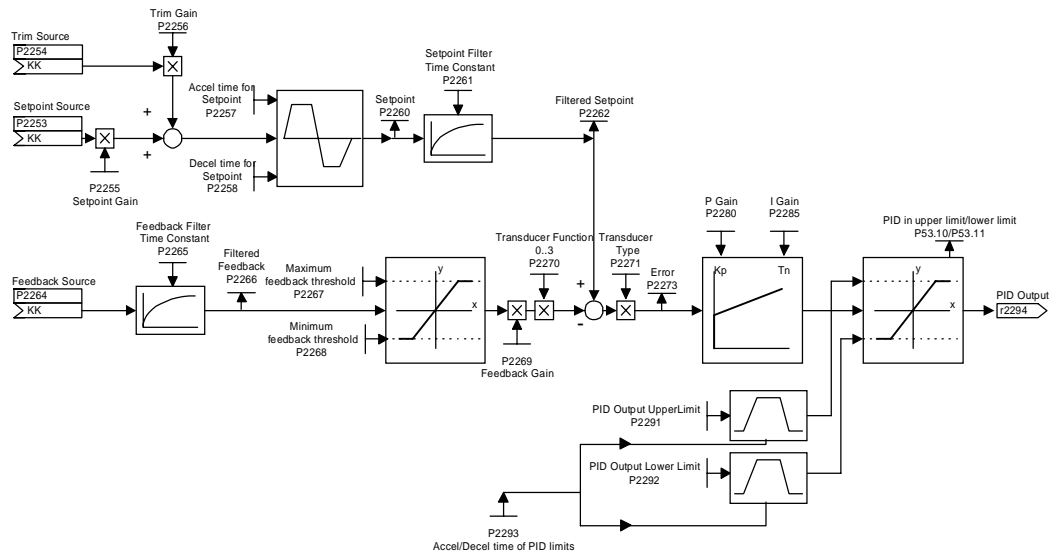 Trim Gain
P2256
Trim Source
P2254
KK
Setpoint Source
P2253
KK
+
+
P2255
Setpoint Gain
Accel time for
Setpoint
P2257
Decel time for
Setpoint
P2258
Setpoint
P2260
Setpoint Filter
Time Constant
P2261
Filtered Setpoint
P2262
Feedback Filter
Time Constant
P2265
Feedback Source
P2264
KK
Filtered
Feedback
P2266
Maximum
feedback threshold
P2267
Minimum
feedback threshold
P2268
y
x
P2269
Feedback Gain
Transducer Function
0..3
P2270
+
-
Transducer
Type
P2271
Error
P2273
P Gain
P2280
I Gain
P2285
Kp
Tn
PID in upper limit/lower limit
P53.10/P53.11
y
x
PID Output
r2294
PID Output UpperLimit
P2291
PID Output Lower Limit
P2292
P2293
Accel/Decel time of PID limits